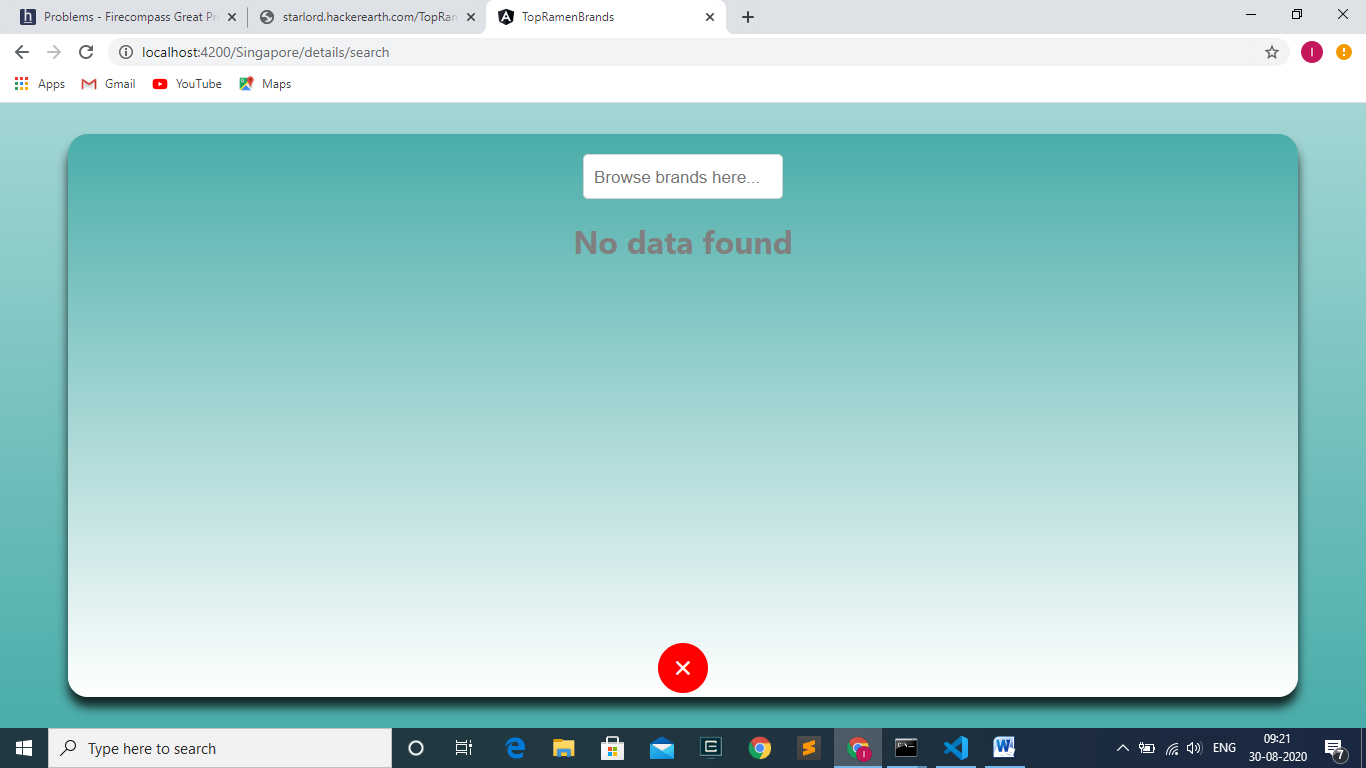 Problems - Firecompass Great Pr
starlord.hackerearth.com/TopRam
TopRamenBrands
localhost:4200/Singapore/details/search
I
Apps
Gmail
YouTube
Maps
Browse brands here...
No data found
Type here to search
ENG
09:21
30-08-2020
7